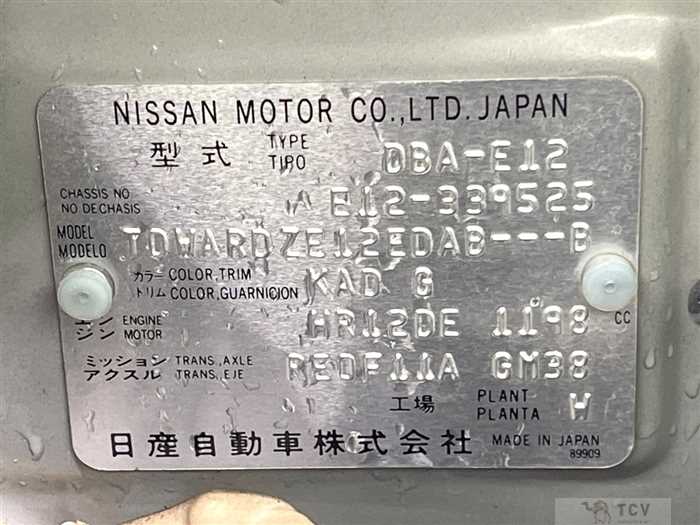 NISSAN MOTOR CO.,LTD. JAPAN
型式 TYPE TIPO DBA-E12
CHASSIS NO NO DECHASIS E12-339525
MODEL MODELO TDWARDZE12EDAB---B
カラー COLOR,TRIM トリム COLOR,GUARNICION KAD G
エンジン ENGINE MOTOR HR12DE 1198 CC
ミッション TRANS,AXLE アクスル TRANS,EJE RE0F11A GM38
工場 PLANT PLANTA H
日産自動車株式会社 MADE IN JAPAN
89909
TCV